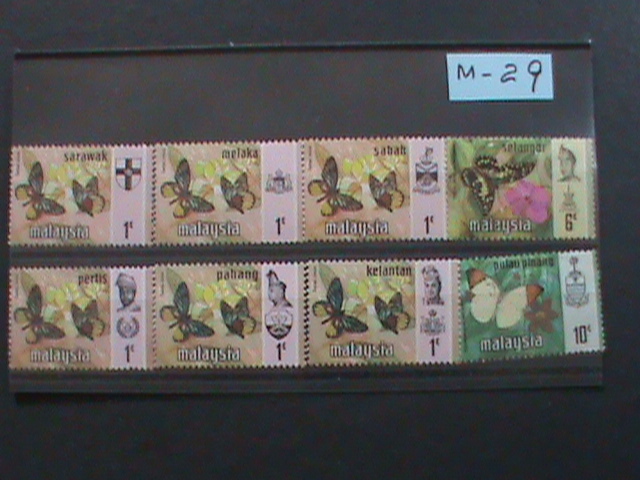 M-29
sarawak
1¢
malaysia
melaka
1¢
malaysia
sabah
1¢
malaysia
selangor
6¢
malaysia
perlis
1¢
malaysia
pahang
1¢
malaysia
kelantan
1¢
malaysia
pulau pinang
10¢
malaysia